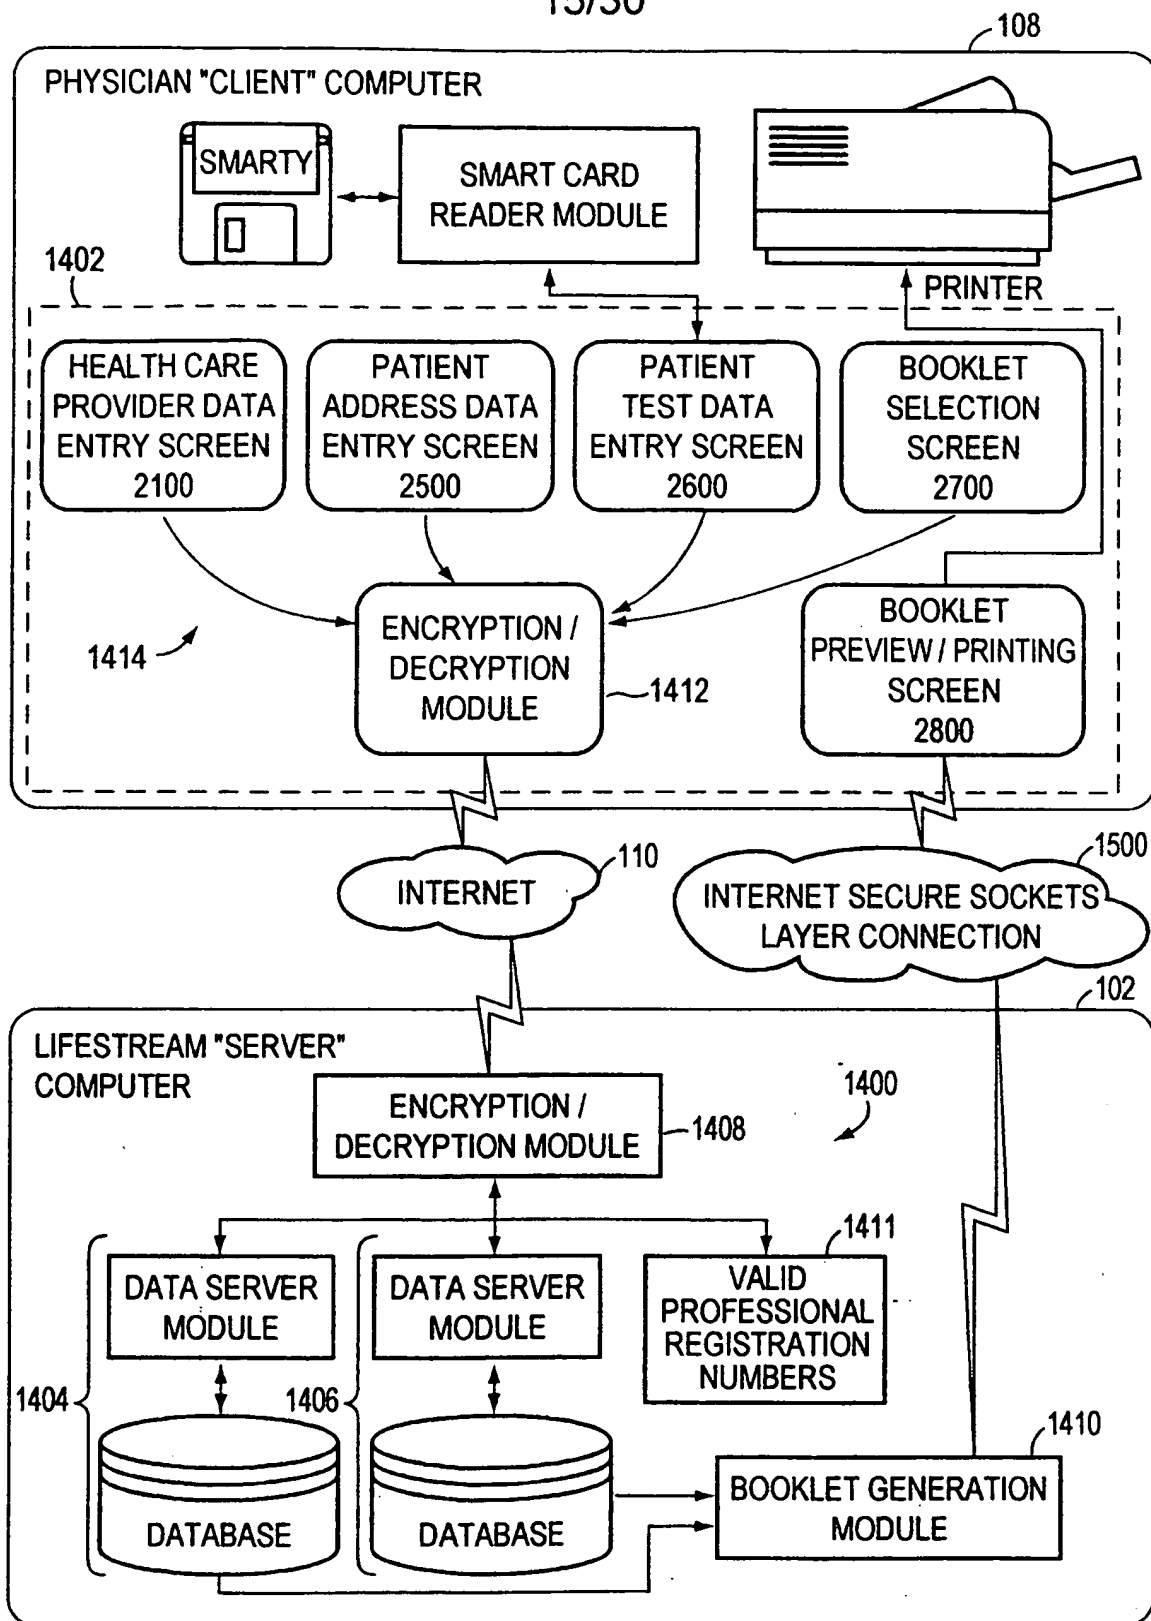 15/30
108
PHYSICIAN "CLIENT" COMPUTER
SMARTY
SMART CARD
READER MODULE
1402
PRINTER
HEALTH CARE
PROVIDER DATA
ENTRY SCREEN
2100
PATIENT
ADDRESS DATA
ENTRY SCREEN
2500
PATIENT
TEST DATA
ENTRY SCREEN
2600
BOOKLET
SELECTION
SCREEN
2700
1414
ENCRYPTION /
DECRYPTION
MODULE
1412
BOOKLET
PREVIEW / PRINTING
SCREEN
2800
INTERNET
110
INTERNET SECURE SOCKETS
LAYER CONNECTION
1500
102
LIFESTREAM "SERVER"
COMPUTER
ENCRYPTION /
DECRYPTION MODULE
1408
1400
1404
DATA SERVER
MODULE
DATABASE
1406
DATA SERVER
MODULE
DATABASE
1411
VALID
PROFESSIONAL
REGISTRATION
NUMBERS
1410
BOOKLET GENERATION
MODULE